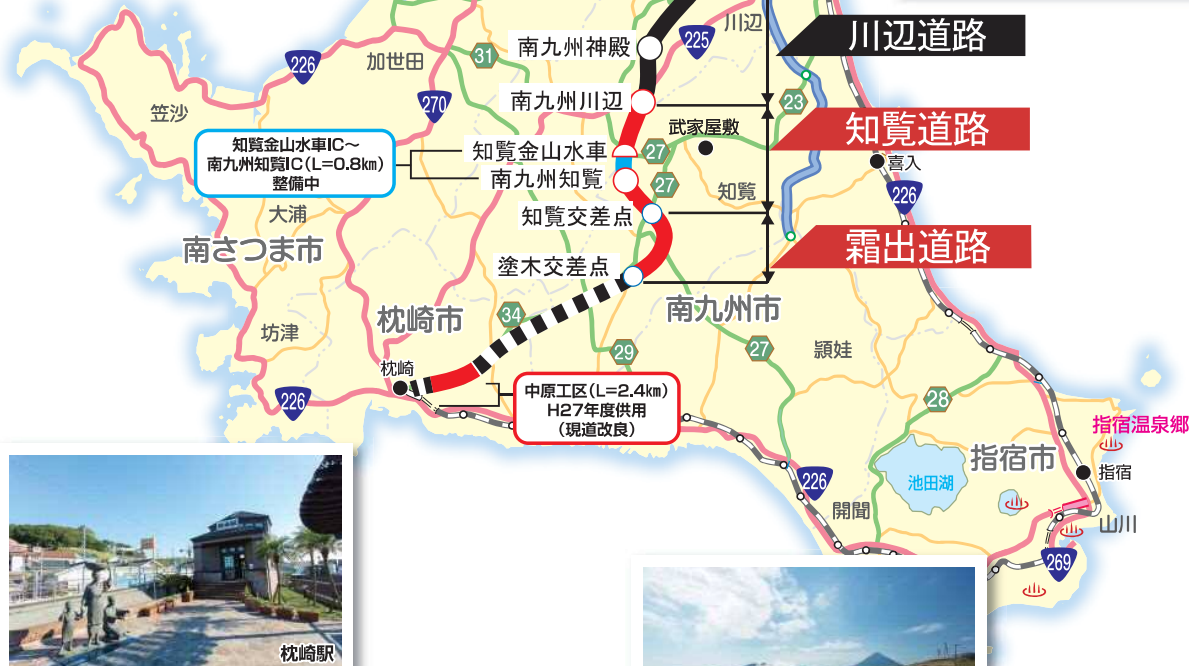 川辺
川辺道路
南九州神殿
225
226
加世田
31
270
南九州川辺
23
笠沙
武家屋敷
知覧道路
知覧金山水車IC～
南九州知覧IC(L=0.8km)
整備中
知覧金山水車
27
喜入
南九州知覧
27
知覧
226
大浦
知覧交差点
南さつま市
霜出道路
塗木交差点
南九州市
枕崎市
34
坊津
29
27
頴娃
枕崎
中原工区(L=2.4km)
H27年度供用
(現道改良)
226
28
指宿温泉郷
指宿市
指宿
池田湖
226
開聞
山川
269
枕崎駅